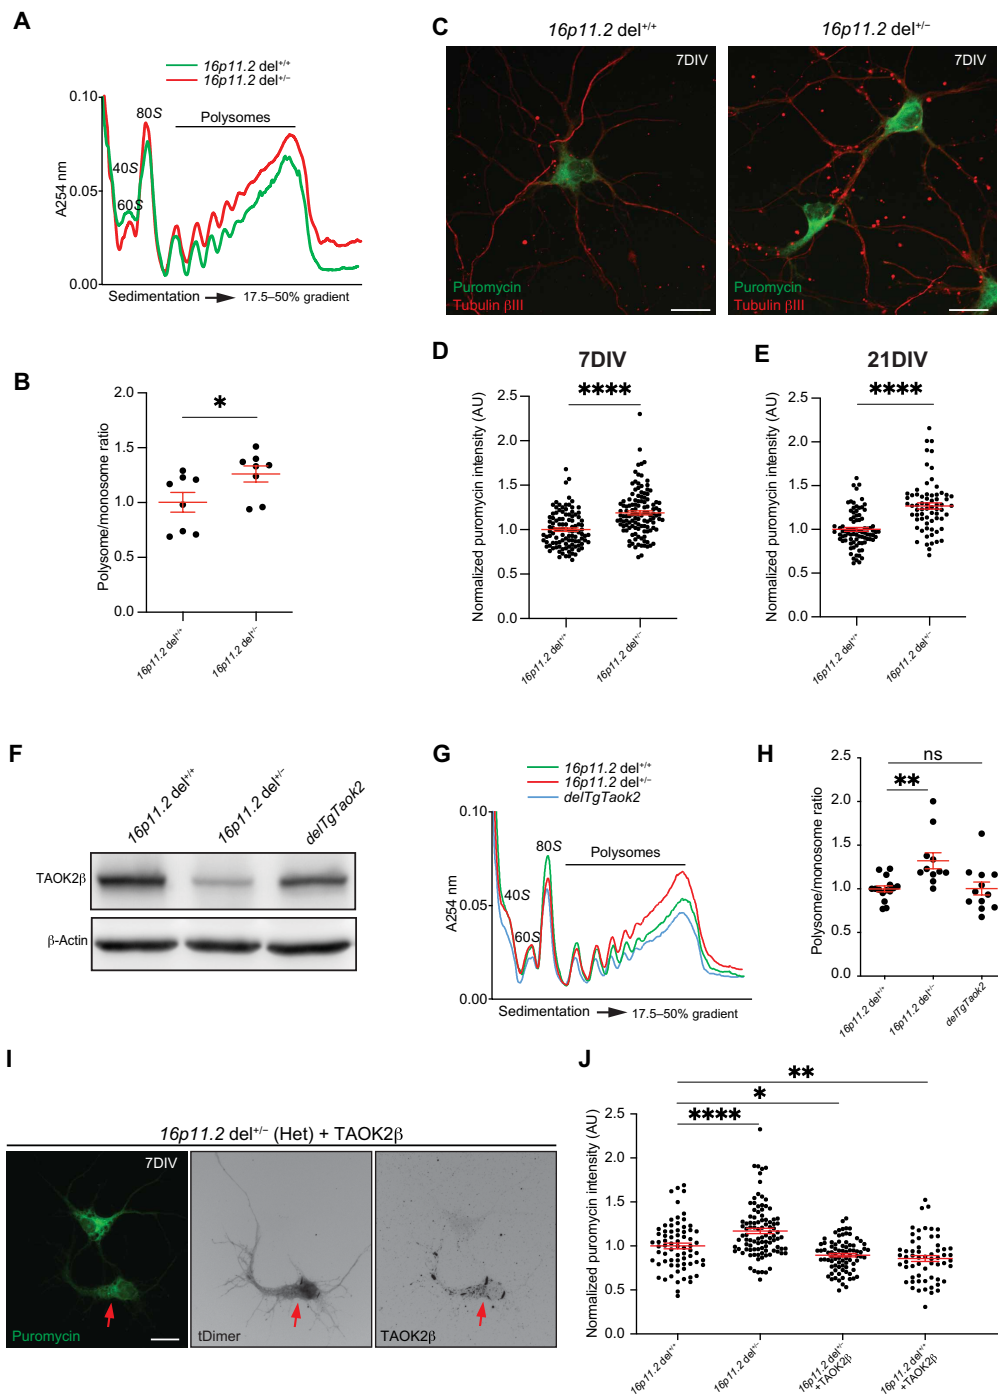 A
16p11.2 del+/+
16p11.2 del+/−
0.10
0.05
0.00
A254 nm
40S
60S
80S
Polysomes
Sedimentation
17.5–50% gradient
B
*
2.0
1.5
1.0
0.5
0.0
Polysome/monosome ratio
16p11.2 del+/+
16p11.2 del+/−
C
16p11.2 del+/+
16p11.2 del+/−
7DIV
Puromycin
Tubulin βIII
7DIV
Puromycin
Tubulin βIII
D
7DIV
****
2.5
2.0
1.5
1.0
0.5
0.0
Normalized puromycin intensity (AU)
16p11.2 del+/+
16p11.2 del+/−
E
21DIV
****
2.5
2.0
1.5
1.0
0.5
0.0
Normalized puromycin intensity (AU)
16p11.2 del+/+
16p11.2 del+/−
F
16p11.2 del+/+
16p11.2 del+/−
delTgTaok2
TAOK2β
β-Actin
G
16p11.2 del+/+
16p11.2 del+/−
delTgTaok2
0.10
0.05
0.00
A254 nm
40S
60S
80S
Polysomes
Sedimentation
17.5–50% gradient
H
ns
**
2.5
2.0
1.5
1.0
0.5
0.0
Polysome/monosome ratio
16p11.2 del+/+
16p11.2 del+/−
delTgTaok2
I
16p11.2 del+/− (Het) + TAOK2β
7DIV
Puromycin
tDimer
TAOK2β
J
**
*
****
2.5
2.0
1.5
1.0
0.5
0.0
Normalized puromycin intensity (AU)
16p11.2 del+/+
16p11.2 del+/−
16p11.2 del+/−
+TAOK2β
16p11.2 del+/+
+TAOK2β